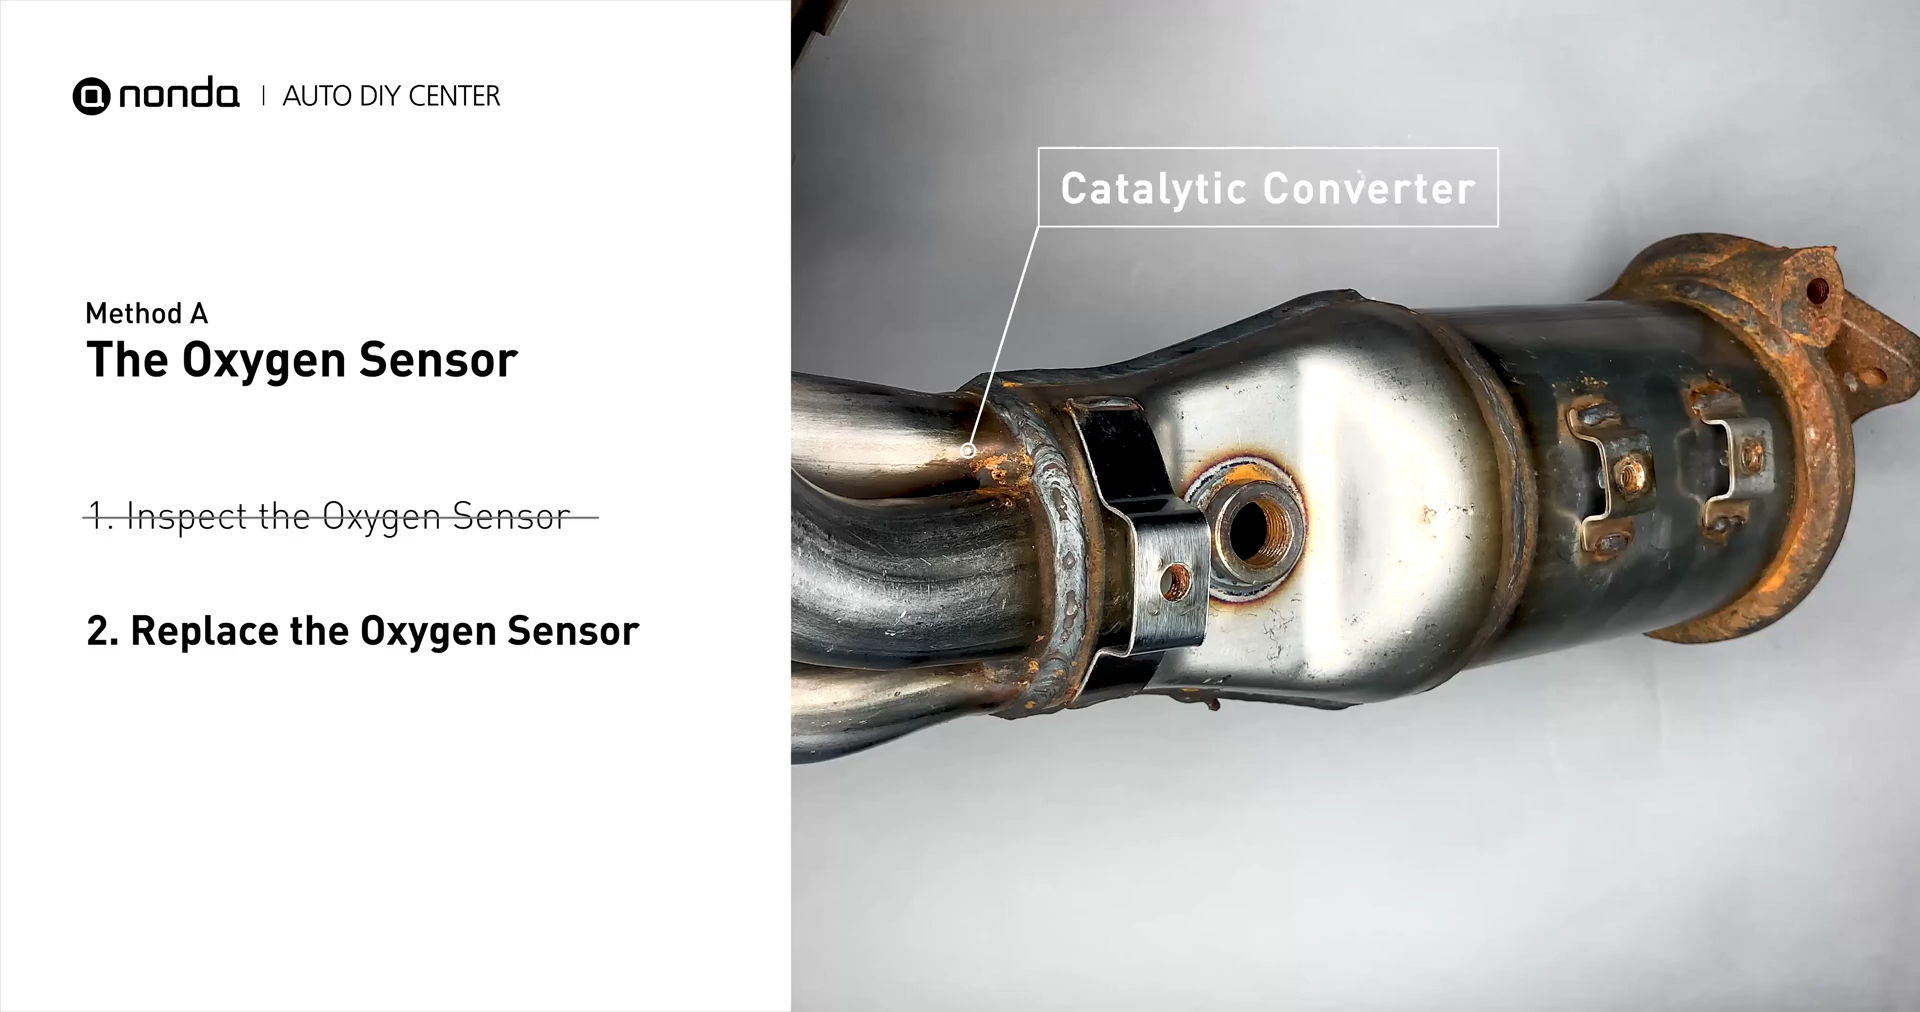 nonda | AUTO DIY CENTER
Method A
The Oxygen Sensor
1. Inspect the Oxygen Sensor
2. Replace the Oxygen Sensor
Catalytic Converter